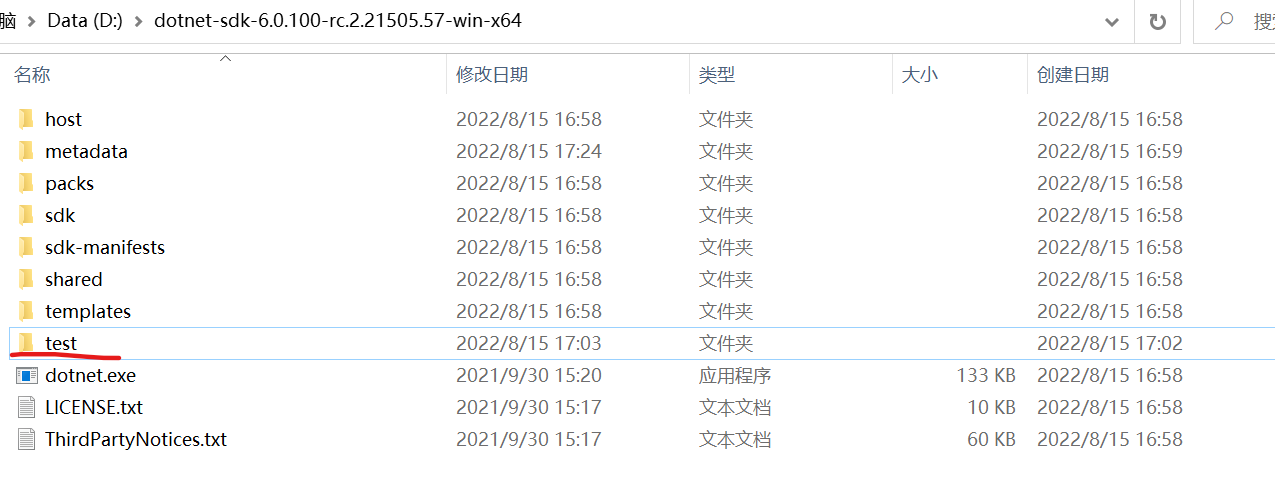 脑 > Data (D:) > dotnet-sdk-6.0.100-rc.2.21505.57-win-x64
名称 修改日期 类型 大小 创建日期
host 2022/8/15 16:58 文件夹 2022/8/15 16:58
metadata 2022/8/15 17:24 文件夹 2022/8/15 16:59
packs 2022/8/15 16:58 文件夹 2022/8/15 16:58
sdk 2022/8/15 16:58 文件夹 2022/8/15 16:58
sdk-manifests 2022/8/15 16:58 文件夹 2022/8/15 16:58
shared 2022/8/15 16:58 文件夹 2022/8/15 16:58
templates 2022/8/15 16:58 文件夹 2022/8/15 16:58
test 2022/8/15 17:03 文件夹 2022/8/15 17:02
dotnet.exe 2021/9/30 15:20 应用程序 133 KB 2022/8/15 16:58
LICENSE.txt 2021/9/30 15:17 文本文档 10 KB 2022/8/15 16:58
ThirdPartyNotices.txt 2021/9/30 15:17 文本文档 60 KB 2022/8/15 16:58